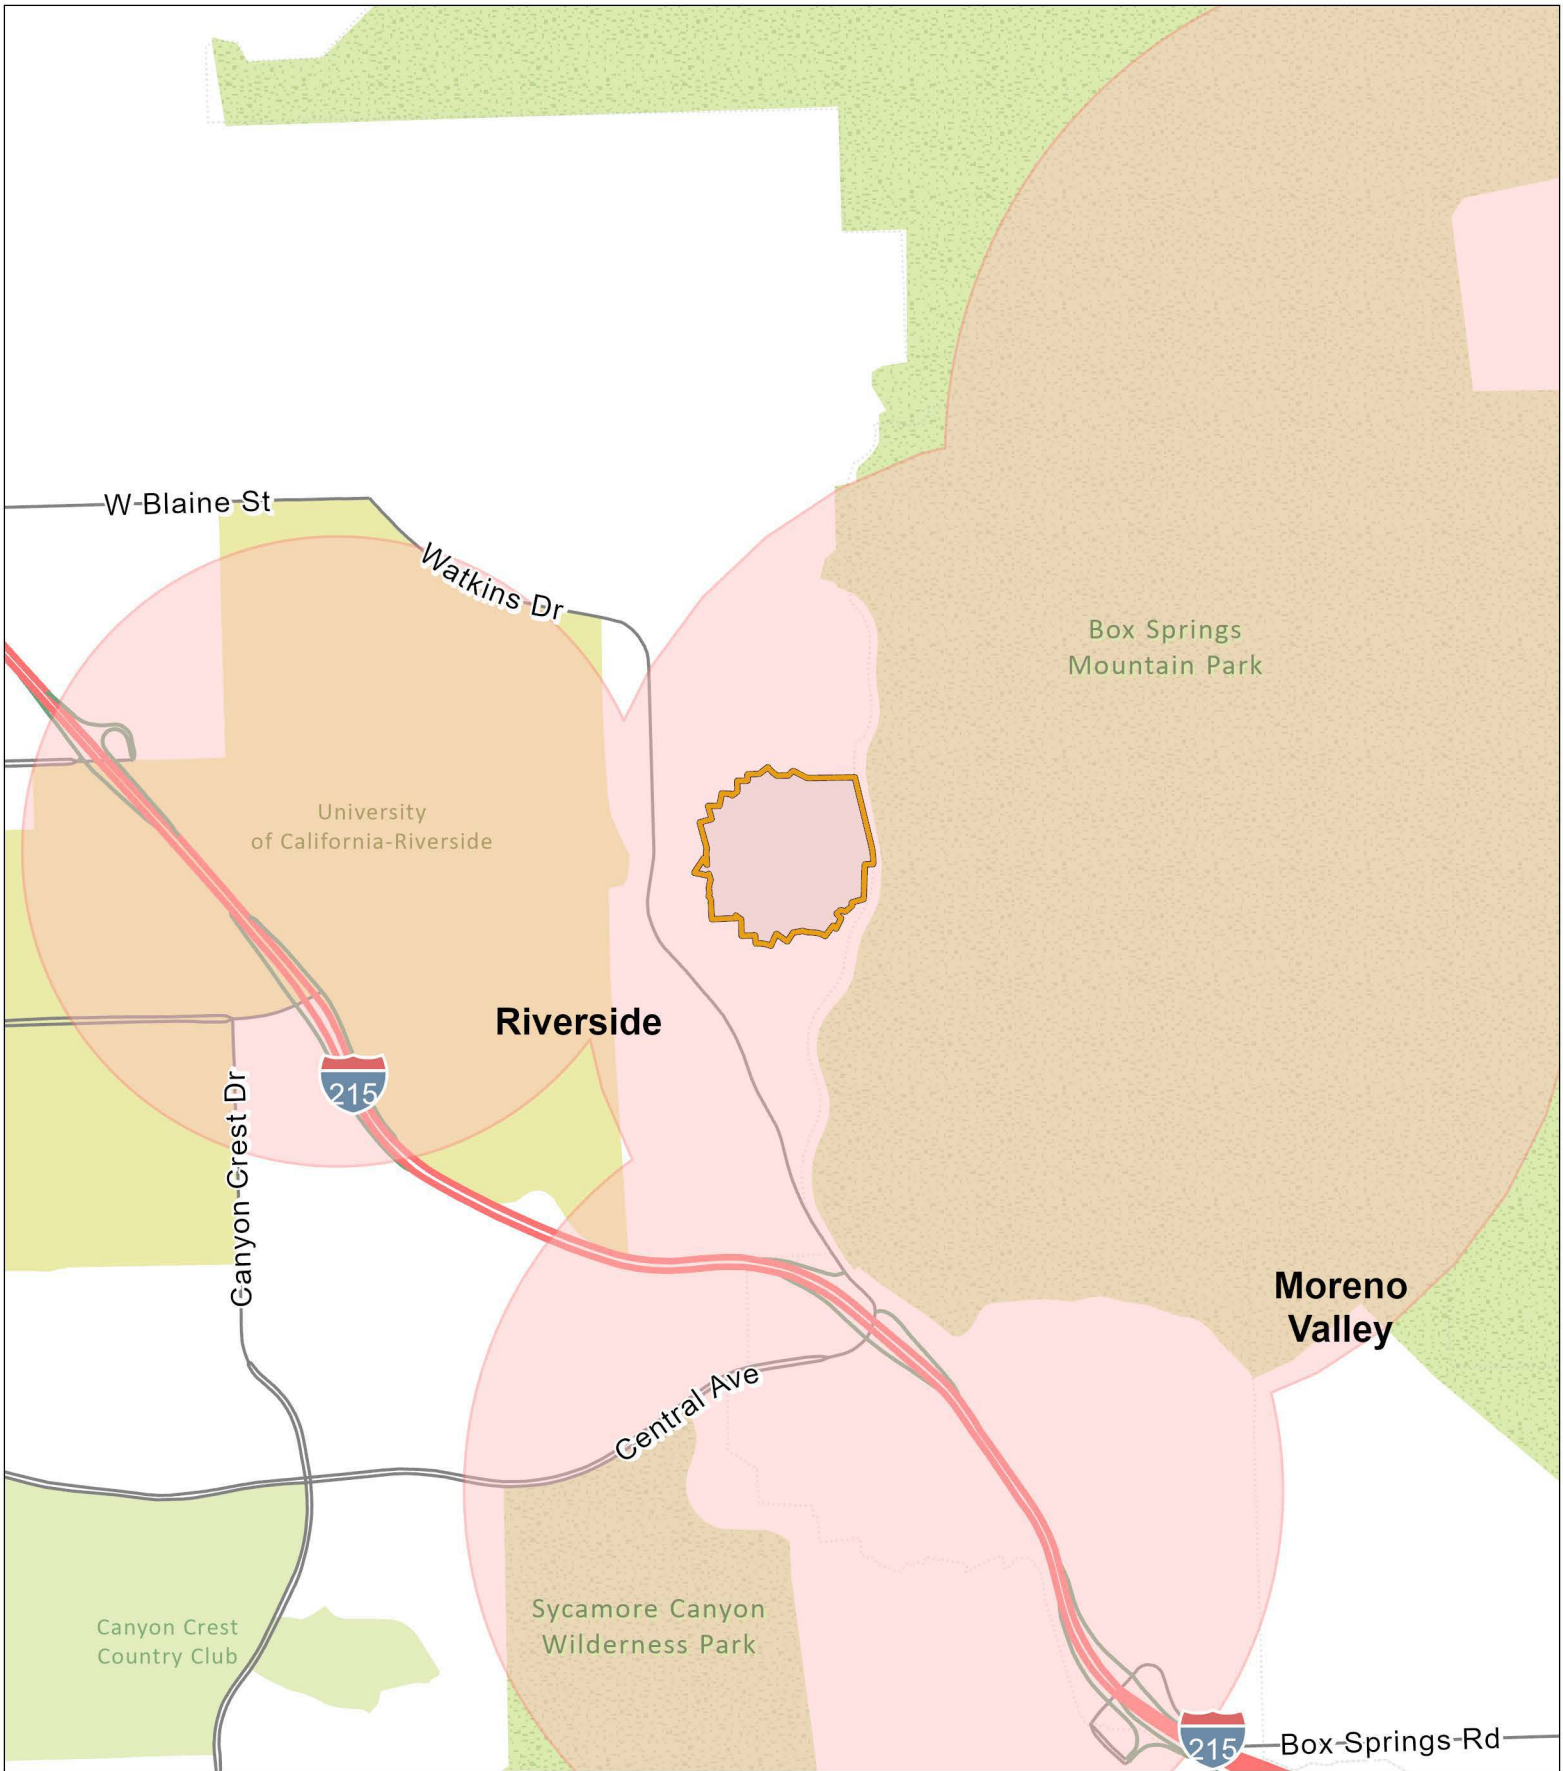 W Blaine St
Watkins Dr
Box Springs
Mountain Park
University
of California-Riverside
Riverside
215
Canyon Crest Dr
Moreno
Valley
Central Ave
Sycamore Canyon
Wilderness Park
Canyon Crest
Country Club
215
Box Springs Rd